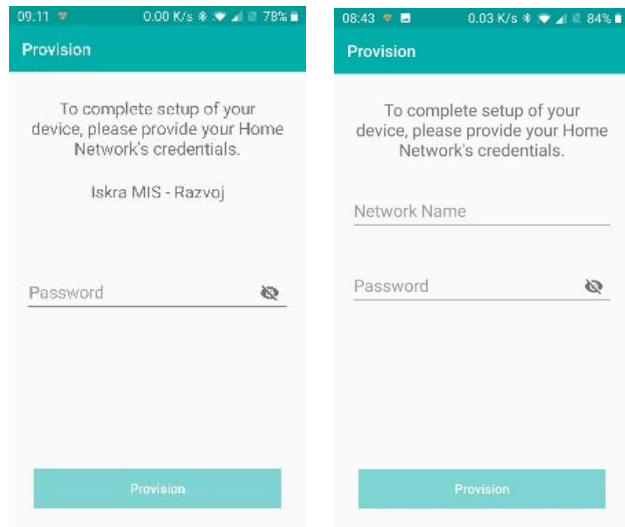 09.11 0.00 K/s 78%
Provision
To complete setup of your
device, please provide your Home
Network's credentials.
Iskra MIS - Razvoj
Password
Provision
08:43 0.03 K/s 84%
Provision
To complete setup of your
device, please provide your Home
Network's credentials.
Network Name
Password
Provision